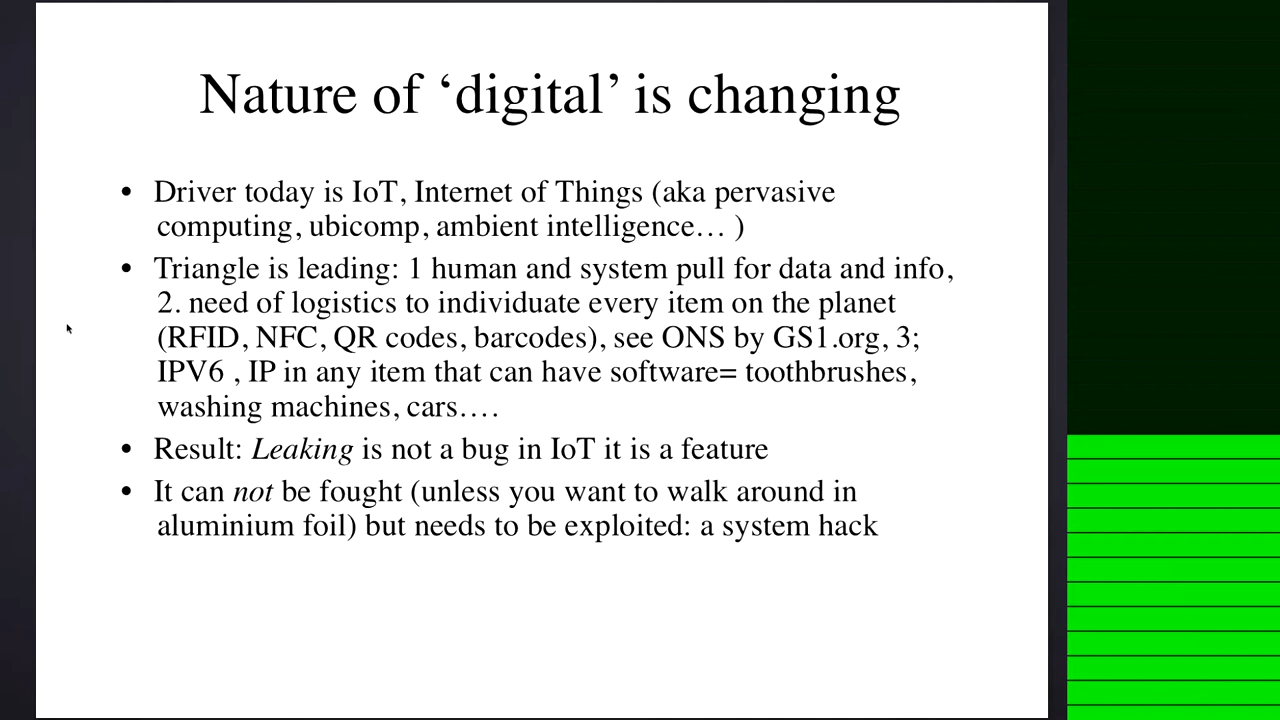 Nature of ‘digital’ is changing
• Driver today is IoT, Internet of Things (aka pervasive
computing, ubicomp, ambient intelligence… )
• Triangle is leading: 1 human and system pull for data and info,
2. need of logistics to individuate every item on the planet
(RFID, NFC, QR codes, barcodes), see ONS by GS1.org, 3;
IPV6 , IP in any item that can have software= toothbrushes,
washing machines, cars….
• Result: Leaking is not a bug in IoT it is a feature
• It can not be fought (unless you want to walk around in
aluminium foil) but needs to be exploited: a system hack